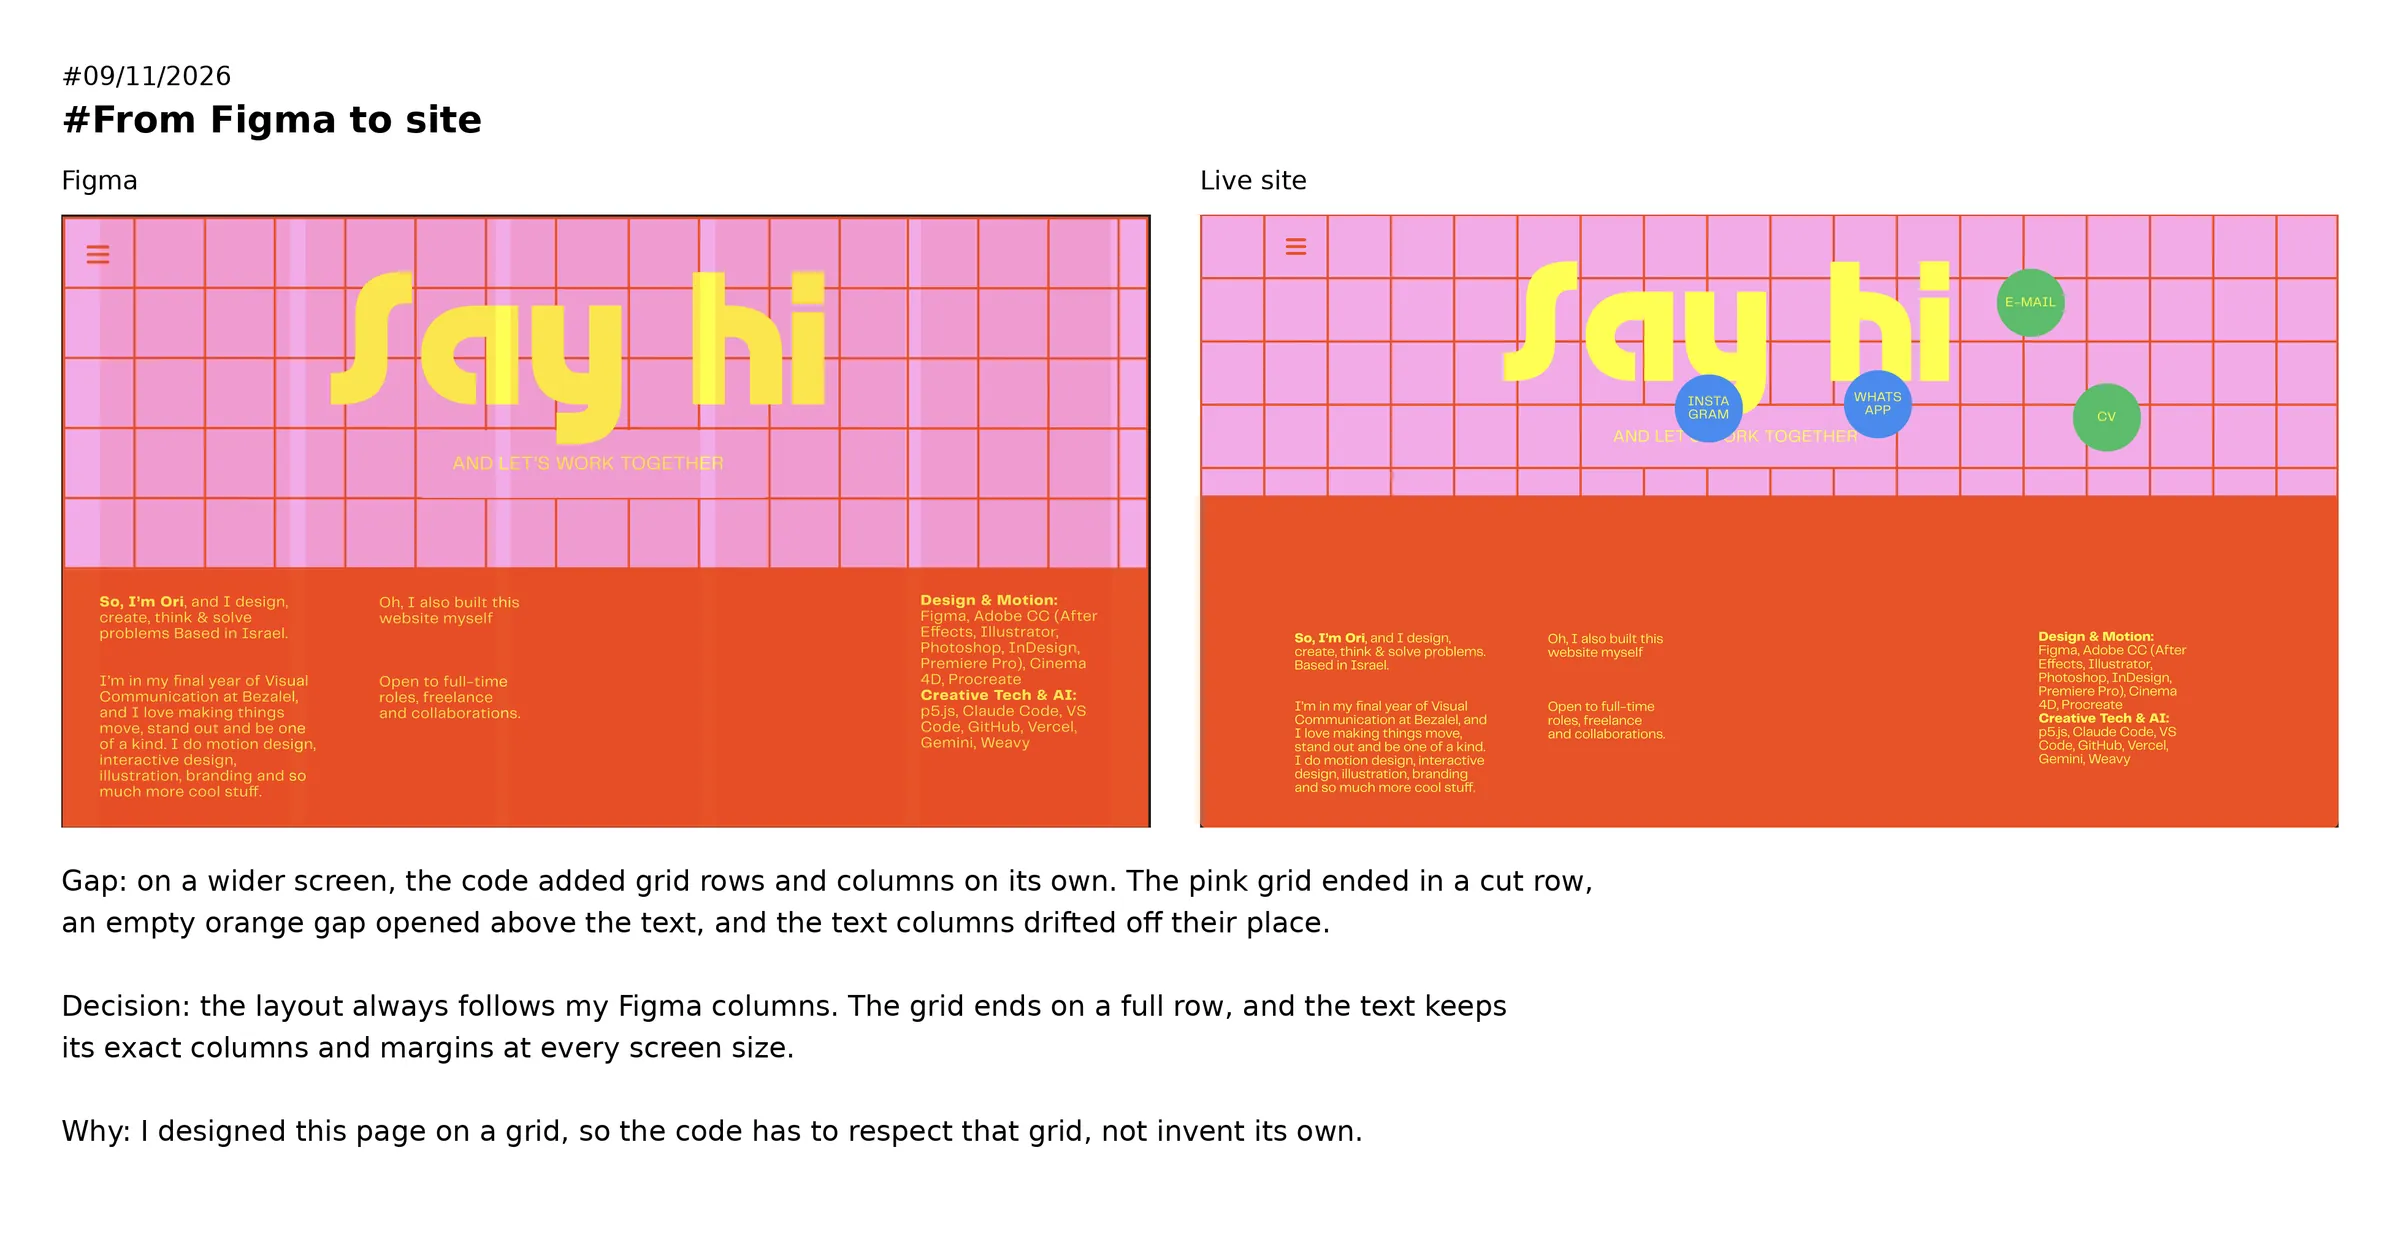 #09/11/2026
#From Figma to site
Figma
Say hi
AND LET'S WORK TOGETHER
So, I'm Ori, and I design,
create, think & solve
problems Based in Israel.
I'm in my final year of Visual
Communication at Bezalel,
and I love making things
move, stand out and be one
of a kind. I do motion design,
interactive design,
illustration, branding and so
much more cool stuff.
Oh, I also built this
website myself
Open to full-time
roles, freelance
and collaborations.
Design & Motion:
Figma, Adobe CC (After
Effects, Illustrator,
Photoshop, InDesign,
Premiere Pro), Cinema
4D, Procreate
Creative Tech & AI:
p5.js, Claude Code, VS
Code, GitHub, Vercel,
Gemini, Weavy
Live site
Say hi
E-MAIL
INSTA
GRAM
WHATS
APP
CV
AND LET ORK TOGETHER
So, I'm Ori, and I design,
create, think & solve problems.
Based in Israel.
I'm in my final year of Visual
Communication at Bezalel, and
I love making things move,
stand out and be one of a kind.
I do motion design, interactive
design, illustration, branding
and so much more cool stuff.
Oh, I also built this
website myself
Open to full-time
roles, freelance
and collaborations.
Design & Motion:
Figma, Adobe CC (After
Effects, Illustrator,
Photoshop, InDesign,
Premiere Pro), Cinema
4D, Procreate
Creative Tech & AI:
p5.js, Claude Code, VS
Code, GitHub, Vercel,
Gemini, Weavy
Gap: on a wider screen, the code added grid rows and columns on its own. The pink grid ended in a cut row,
an empty orange gap opened above the text, and the text columns drifted off their place.
Decision: the layout always follows my Figma columns. The grid ends on a full row, and the text keeps
its exact columns and margins at every screen size.
Why: I designed this page on a grid, so the code has to respect that grid, not invent its own.